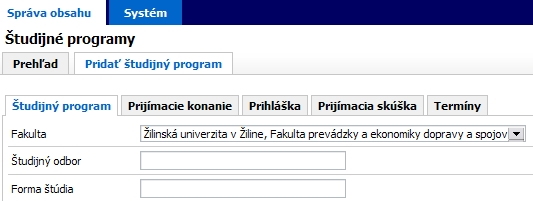 Správa obsahu Systém
Študijné programy
Prehľad Pridať študijný program
Študijný program Prijímacie konanie Prihláška Prijímacia skúška Termíny
Fakulta Žilinská univerzita v Žiline, Fakulta prevádzky a ekonomiky dopravy a spojov
Študijný odbor
Forma štúdia